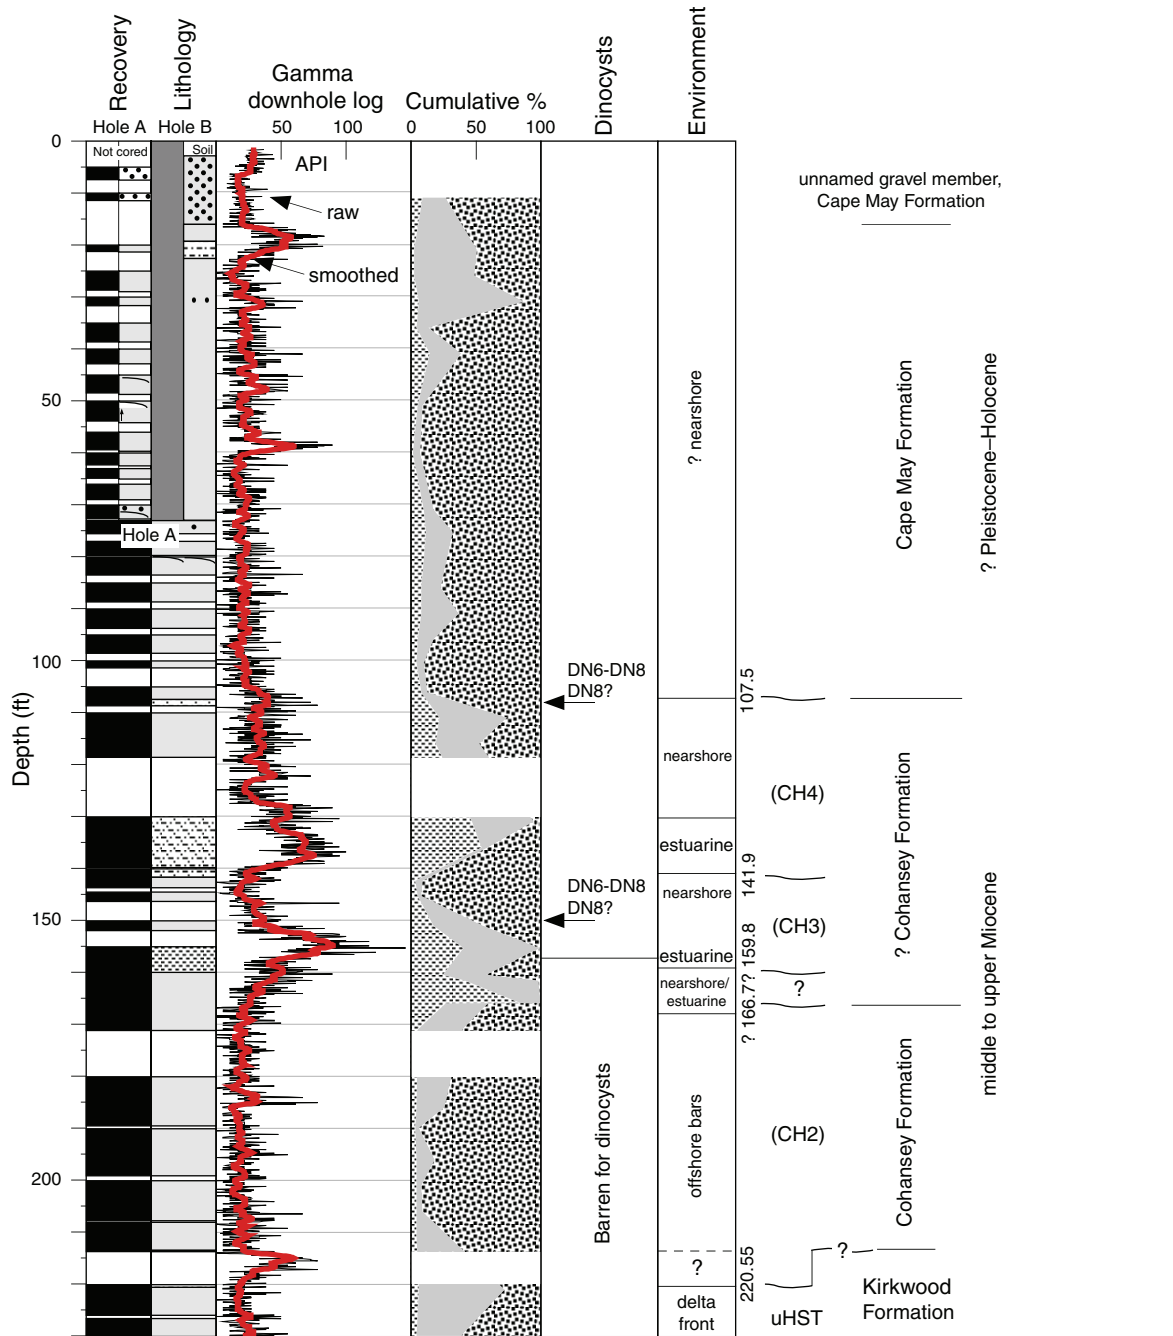 Recovery
Lithology
Gamma
downhole log
Cumulative %
Dinocysts
Environment
Hole A
Hole B
50
100
0
50
100
0
Not cored
Soil
API
raw
smoothed
unnamed gravel member,
Cape May Formation
50
? nearshore
Cape May Formation
? Pleistocene–Holocene
Hole A
100
DN6-DN8
DN8?
107.5
Depth (ft)
nearshore
(CH4)
? Cohansey Formation
estuarine
141.9
DN6-DN8
DN8?
nearshore
150
(CH3)
159.8
estuarine
nearshore/
estuarine
?
? 166.7?
middle to upper Miocene
Barren for dinocysts
offshore bars
(CH2)
Cohansey Formation
200
?
?
220.55
delta
front
uHST
Kirkwood
Formation